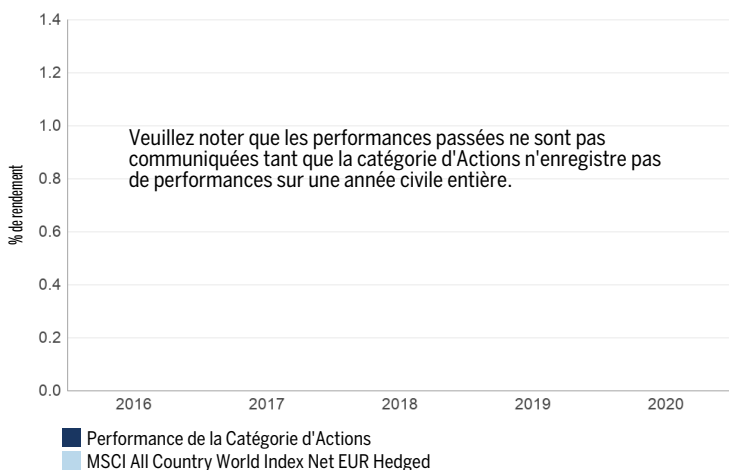 1.4
1.2
1.0
0.8
0.6
0.4
0.2
0.0
% de rendement
Veuillez noter que les performances passées ne sont pas
communiquées tant que la catégorie d'Actions n'enregistre pas
de performances sur une année civile entière.
2016 2017 2018 2019 2020
Performance de la Catégorie d'Actions
MSCI All Country World Index Net EUR Hedged